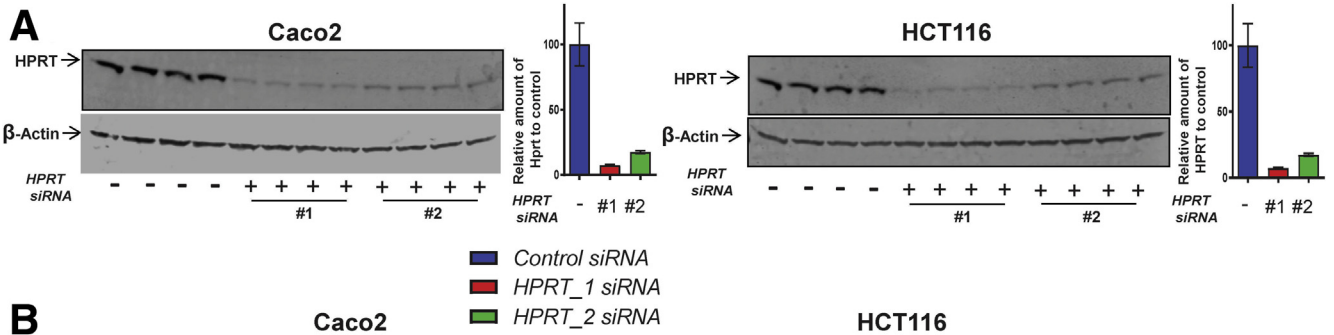 A
Caco2
HPRT
β-Actin
HPRT siRNA
- - - - + + + + + + + +
#1 #2
Relative amount of Hprt to control
100
50
0
HPRT siRNA
- #1 #2
HCT116
HPRT
β-Actin
HPRT siRNA
- - - - + + + + + + + +
#1 #2
Relative amount of HPRT to control
100
50
0
HPRT siRNA
- #1 #2
Control siRNA
HPRT_1 siRNA
HPRT_2 siRNA
B
Caco2
HCT116